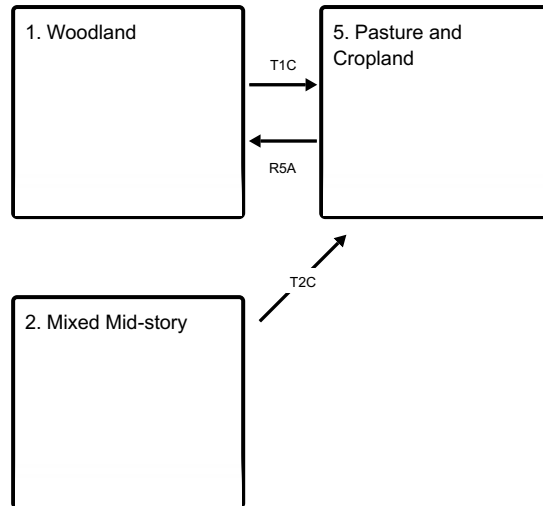 1. Woodland
5. Pasture and
Cropland
T1C
R5A
T2C
2. Mixed Mid-story